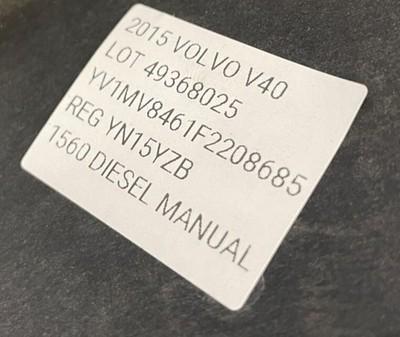 2015 VOLVO V40
LOT 49368025
YV1MV8461F2208685
REG YN15YZB
1560 DIESEL MANUAL